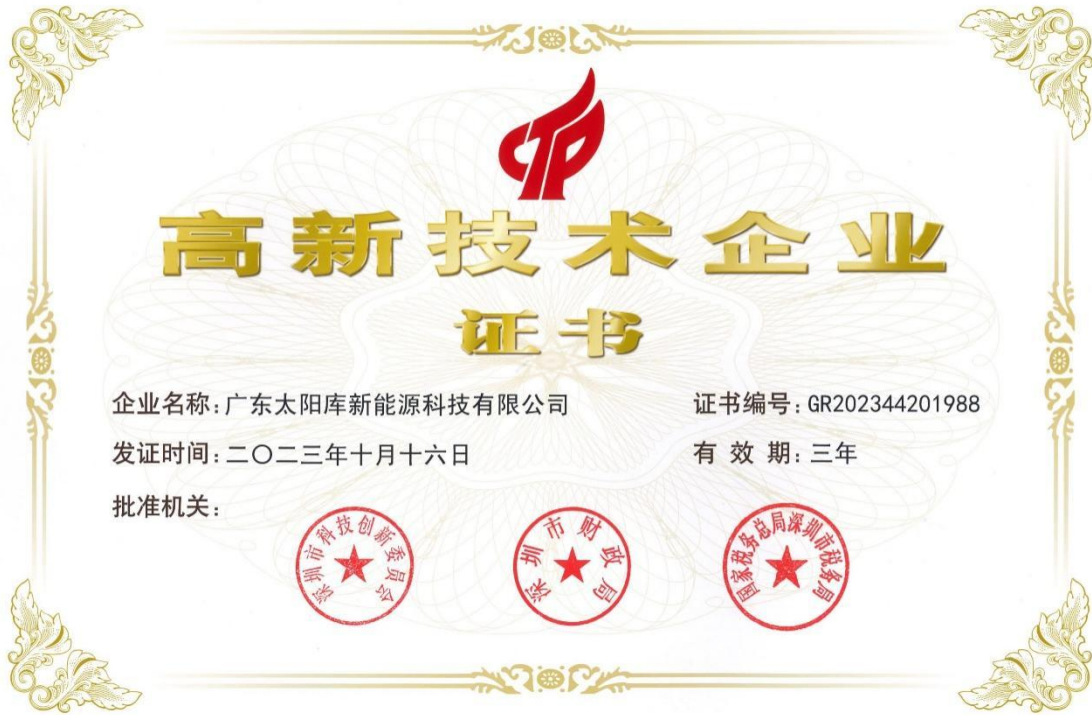 高新技术企业
证书
企业名称:广东太阳库新能源科技有限公司
证书编号:GR202344201988
发证时间:二〇二三年十月十六日
有效期:三年
批准机关:
深圳市科技创新委员会
深圳市财政局
国家税务总局深圳市税务局